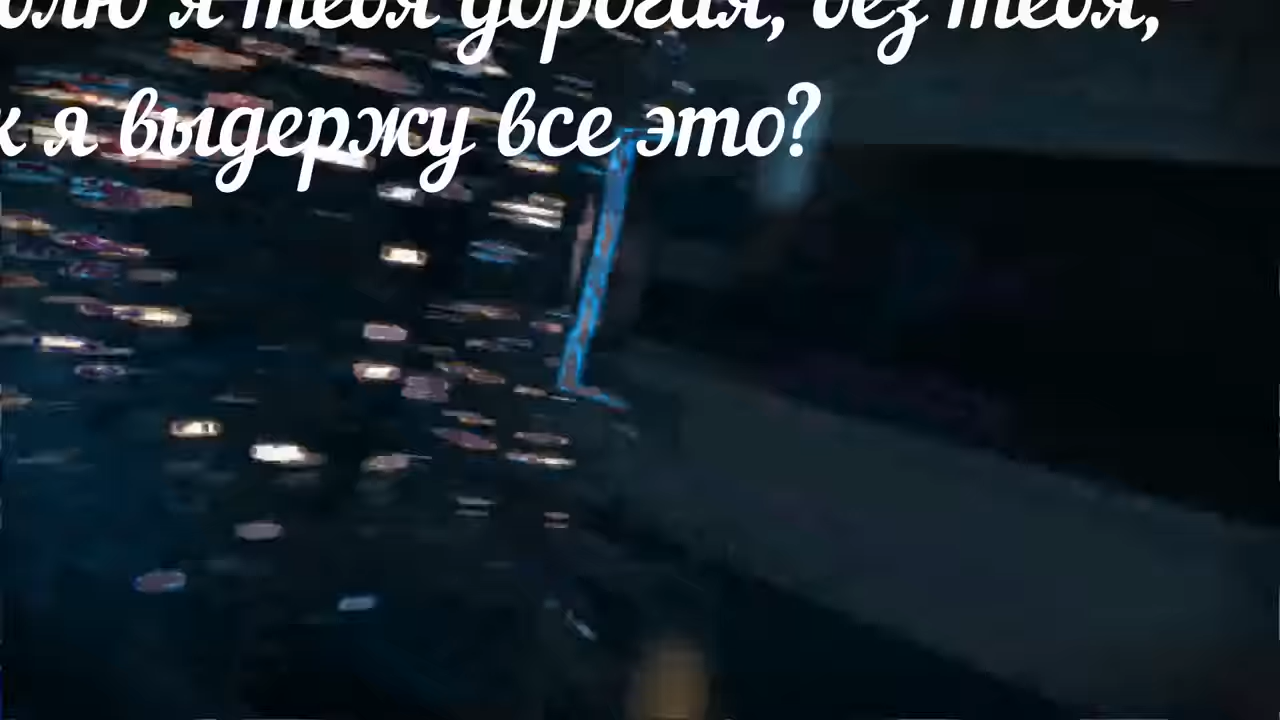 я тебя дорогая, без тебя,
я выдержу все это?